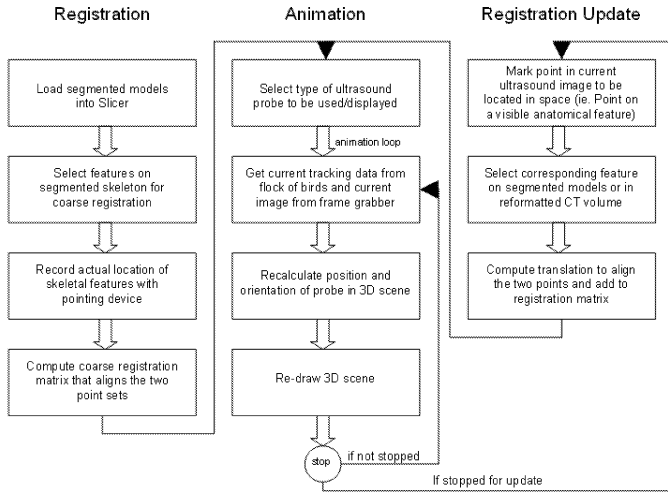 Registration
Load segmented models
into Slicer
Select features on
segmented skeleton for
coarse registration
Record actual location of
skeletal features with
pointing device
Compute coarse registration
matrix that aligns the two
point sets
Animation
Select type of ultrasound
probe to be used/displayed
animation loop
Get current tracking data from
flock of birds and current
image from frame grabber
Recalculate position and
orientation of probe in 3D scene
Re-draw 3D scene
stop
if not stopped
If stopped for update
Registration Update
Mark point in current
ultrasound image to be
located in space (ie. Point on
a visible anatomical feature)
Select corresponding feature
on segmented models or in
reformatted CT volume
Compute translation to align
the two points and add to
registration matrix